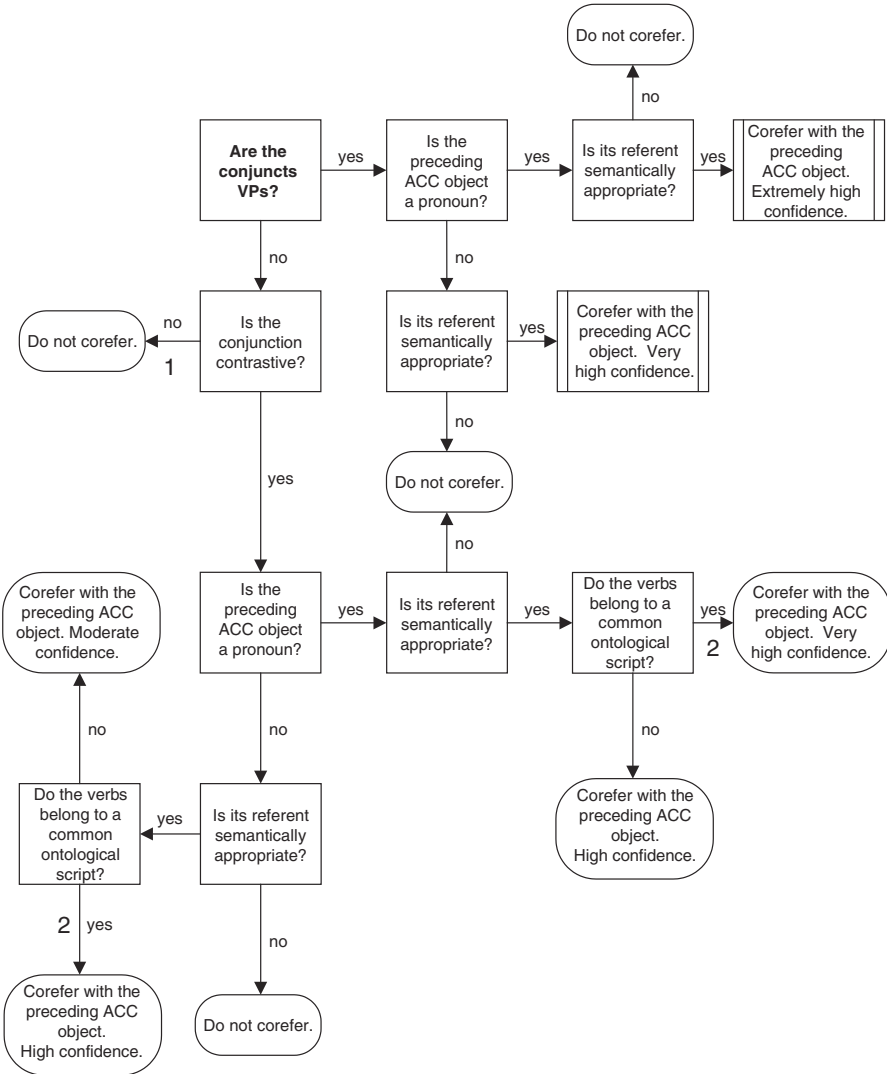 Do not corefer.
no
Are the
conjuncts
VPs?
yes
Is the
preceding
ACC object
a pronoun?
yes
Is its referent
semantically
appropriate?
yes
Corefer with the
preceding
ACC object.
Extremely high
confidence.
no
no
Do not corefer.
no
1
Is the
conjunction
contrastive?
Is its referent
semantically
appropriate?
yes
Corefer with the
preceding ACC
object. Very
high confidence.
no
yes
Do not corefer.
no
Corefer with the
preceding ACC
object. Moderate
confidence.
Is the
preceding
ACC object
a pronoun?
yes
Is its referent
semantically
appropriate?
yes
Do the verbs
belong to a
common
ontological
script?
yes
2
Corefer with the
preceding ACC
object. Very
high confidence.
no
no
no
Do the verbs
belong to a
common
ontological
script?
yes
Is its referent
semantically
appropriate?
Corefer with the
preceding ACC
object.
High confidence.
2 yes
no
Corefer with the
preceding ACC
object.
High confidence.
Do not corefer.